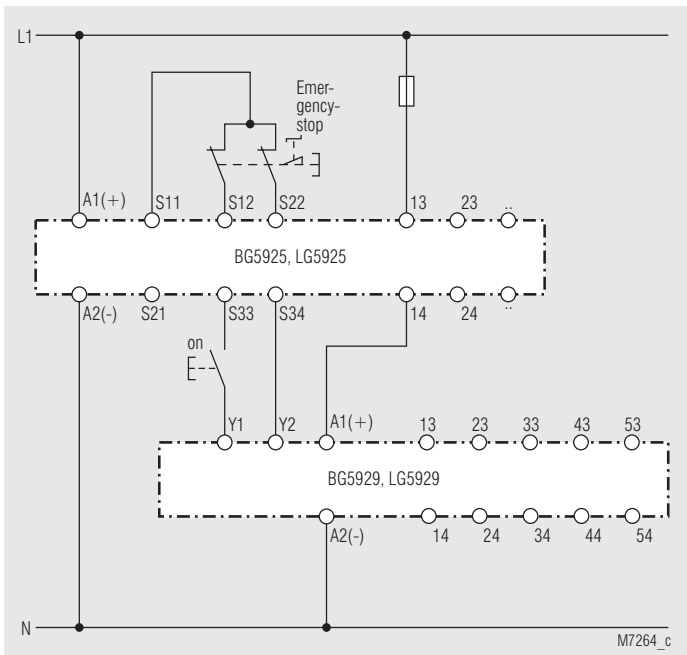 L1
Emer-
gency-
stop
A1(+) S11 S12 S22 13 23 ..
BG5925, LG5925
A2(-) S21 S33 S34 14 24 ..
on
Y1 Y2 A1(+) 13 23 33 43 53
BG5929, LG5929
A2(-) 14 24 34 44 54
N
M7264_c